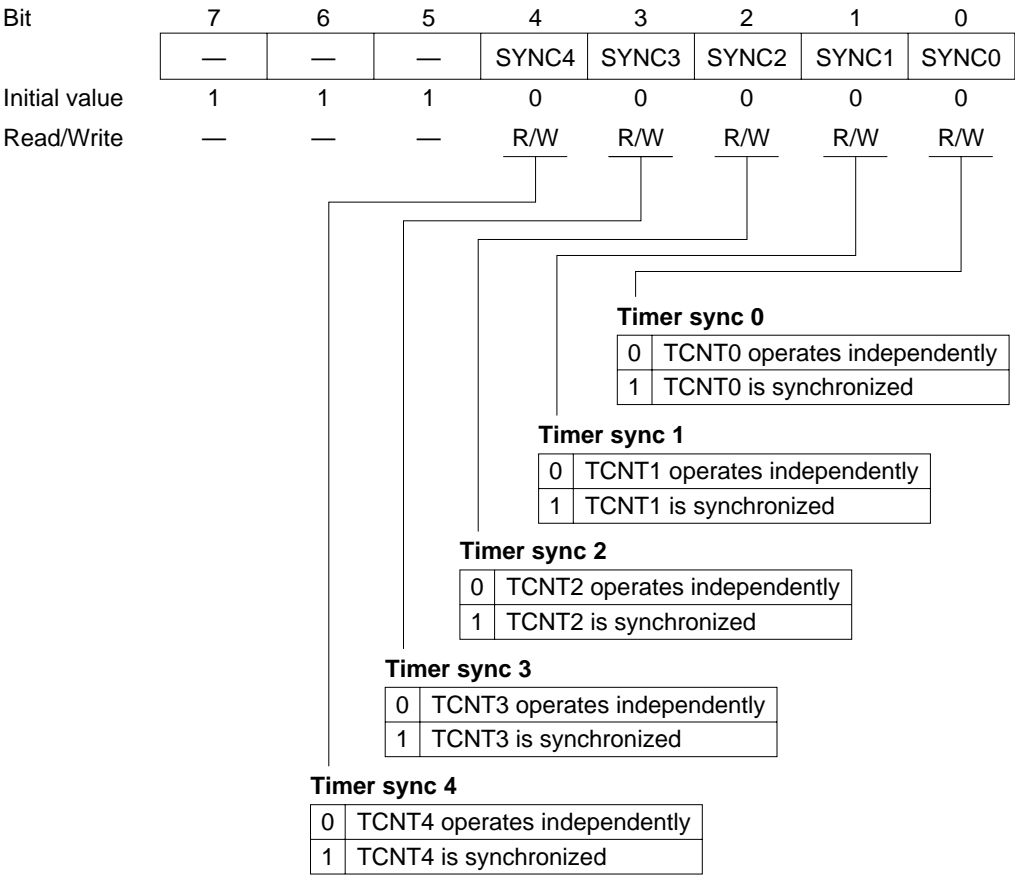 Bit 7 6 5 4 3 2 1 0
— — — SYNC4 SYNC3 SYNC2 SYNC1 SYNC0
Initial value 1 1 1 0 0 0 0 0
Read/Write — — — R/W R/W R/W R/W R/W
Timer sync 0
0 TCNT0 operates independently
1 TCNT0 is synchronized
Timer sync 1
0 TCNT1 operates independently
1 TCNT1 is synchronized
Timer sync 2
0 TCNT2 operates independently
1 TCNT2 is synchronized
Timer sync 3
0 TCNT3 operates independently
1 TCNT3 is synchronized
Timer sync 4
0 TCNT4 operates independently
1 TCNT4 is synchronized